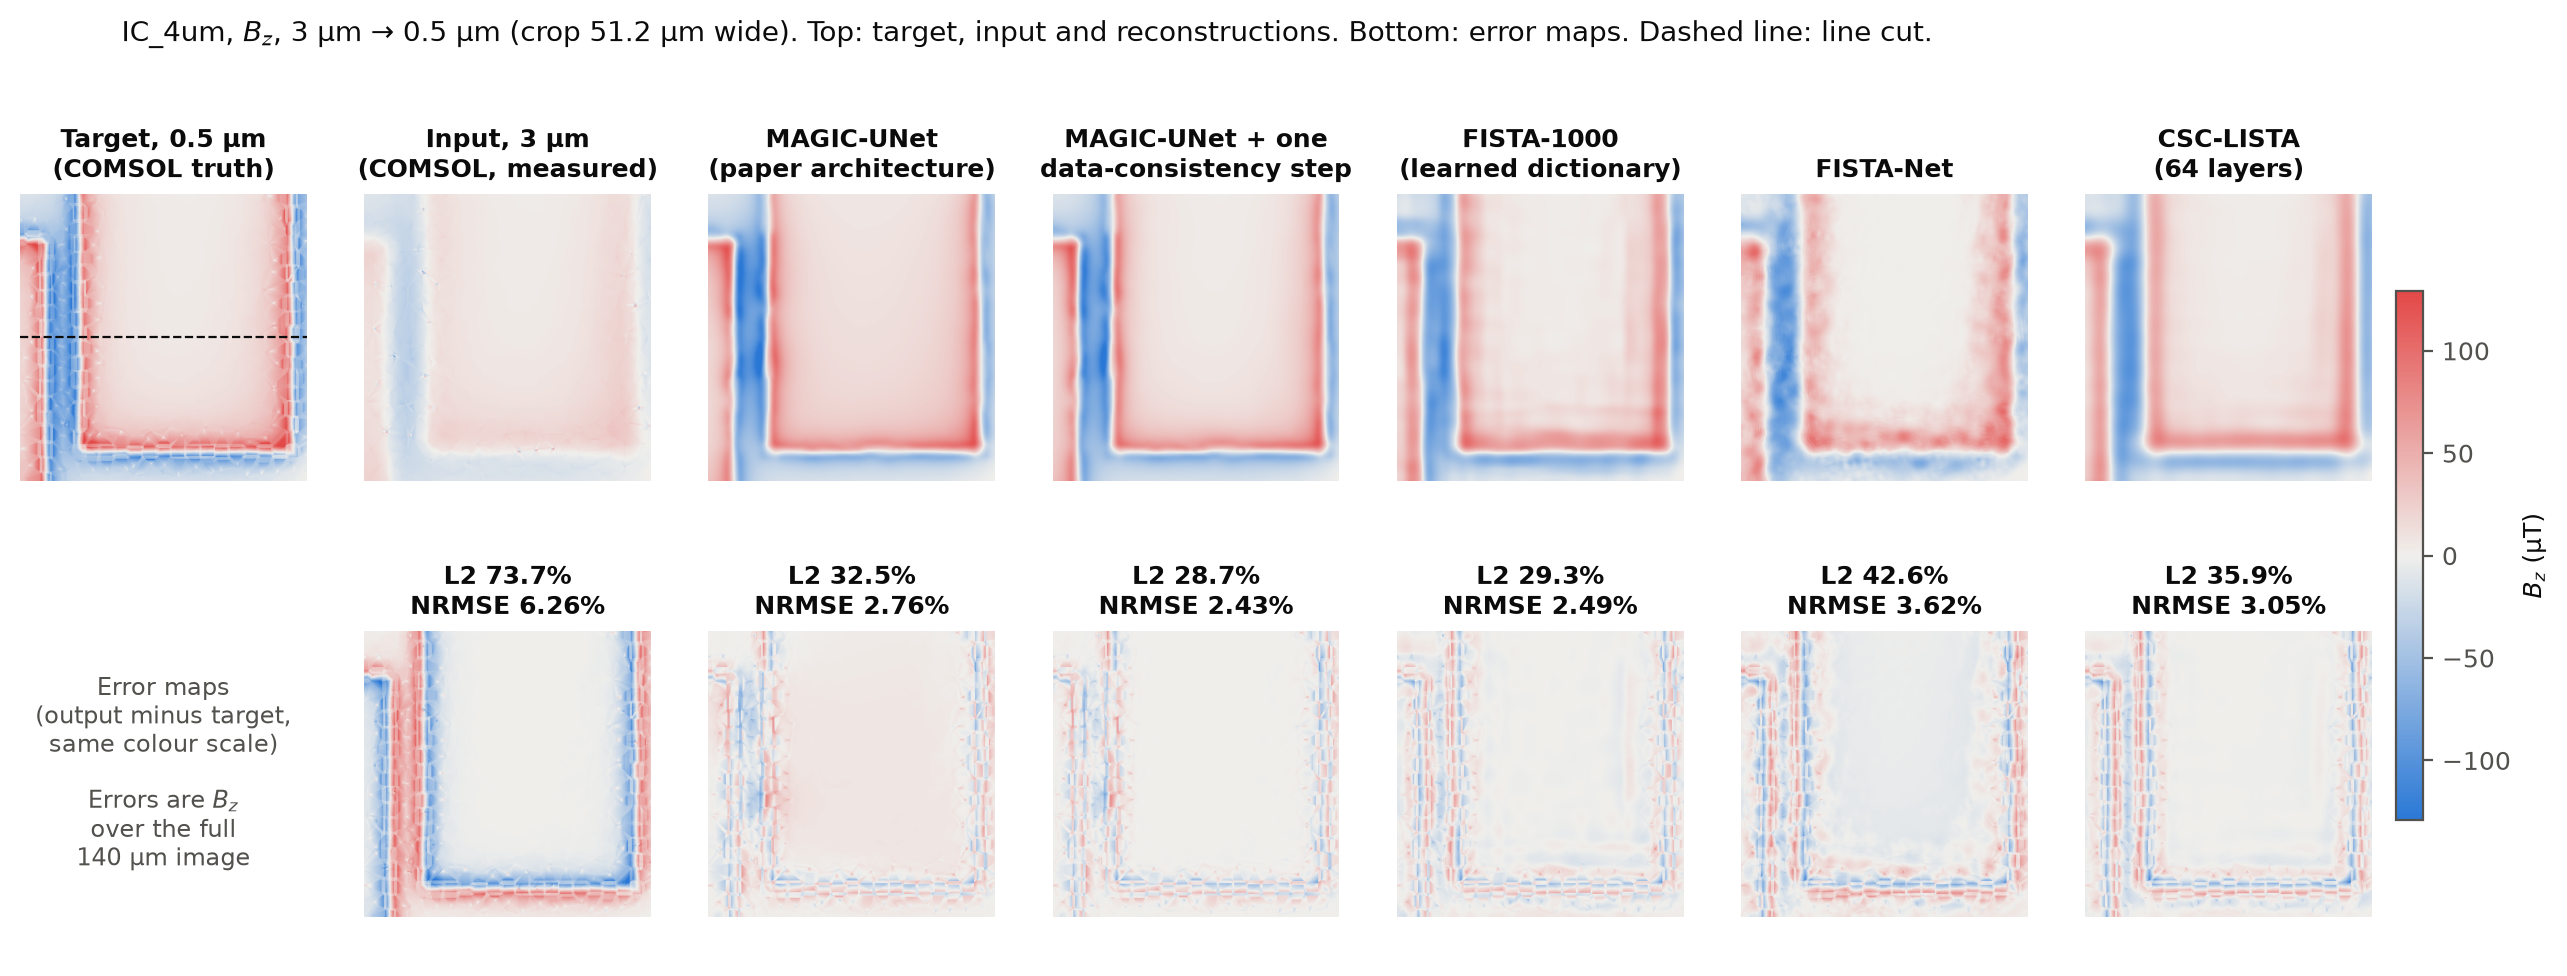 IC_4um, Bz, 3 µm → 0.5 µm (crop 51.2 µm wide). Top: target, input and reconstructions. Bottom: error maps. Dashed line: line cut.
Target, 0.5 µm
(COMSOL truth)
Input, 3 µm
(COMSOL, measured)
MAGIC-UNet
(paper architecture)
MAGIC-UNet + one
data-consistency step
FISTA-1000
(learned dictionary)
FISTA-Net
CSC-LISTA
(64 layers)
L2 73.7%
NRMSE 6.26%
L2 32.5%
NRMSE 2.76%
L2 28.7%
NRMSE 2.43%
L2 29.3%
NRMSE 2.49%
L2 42.6%
NRMSE 3.62%
L2 35.9%
NRMSE 3.05%
Error maps
(output minus target,
same colour scale)
Errors are Bz
over the full
140 µm image
100
50
0
−50
−100
Bz (µT)